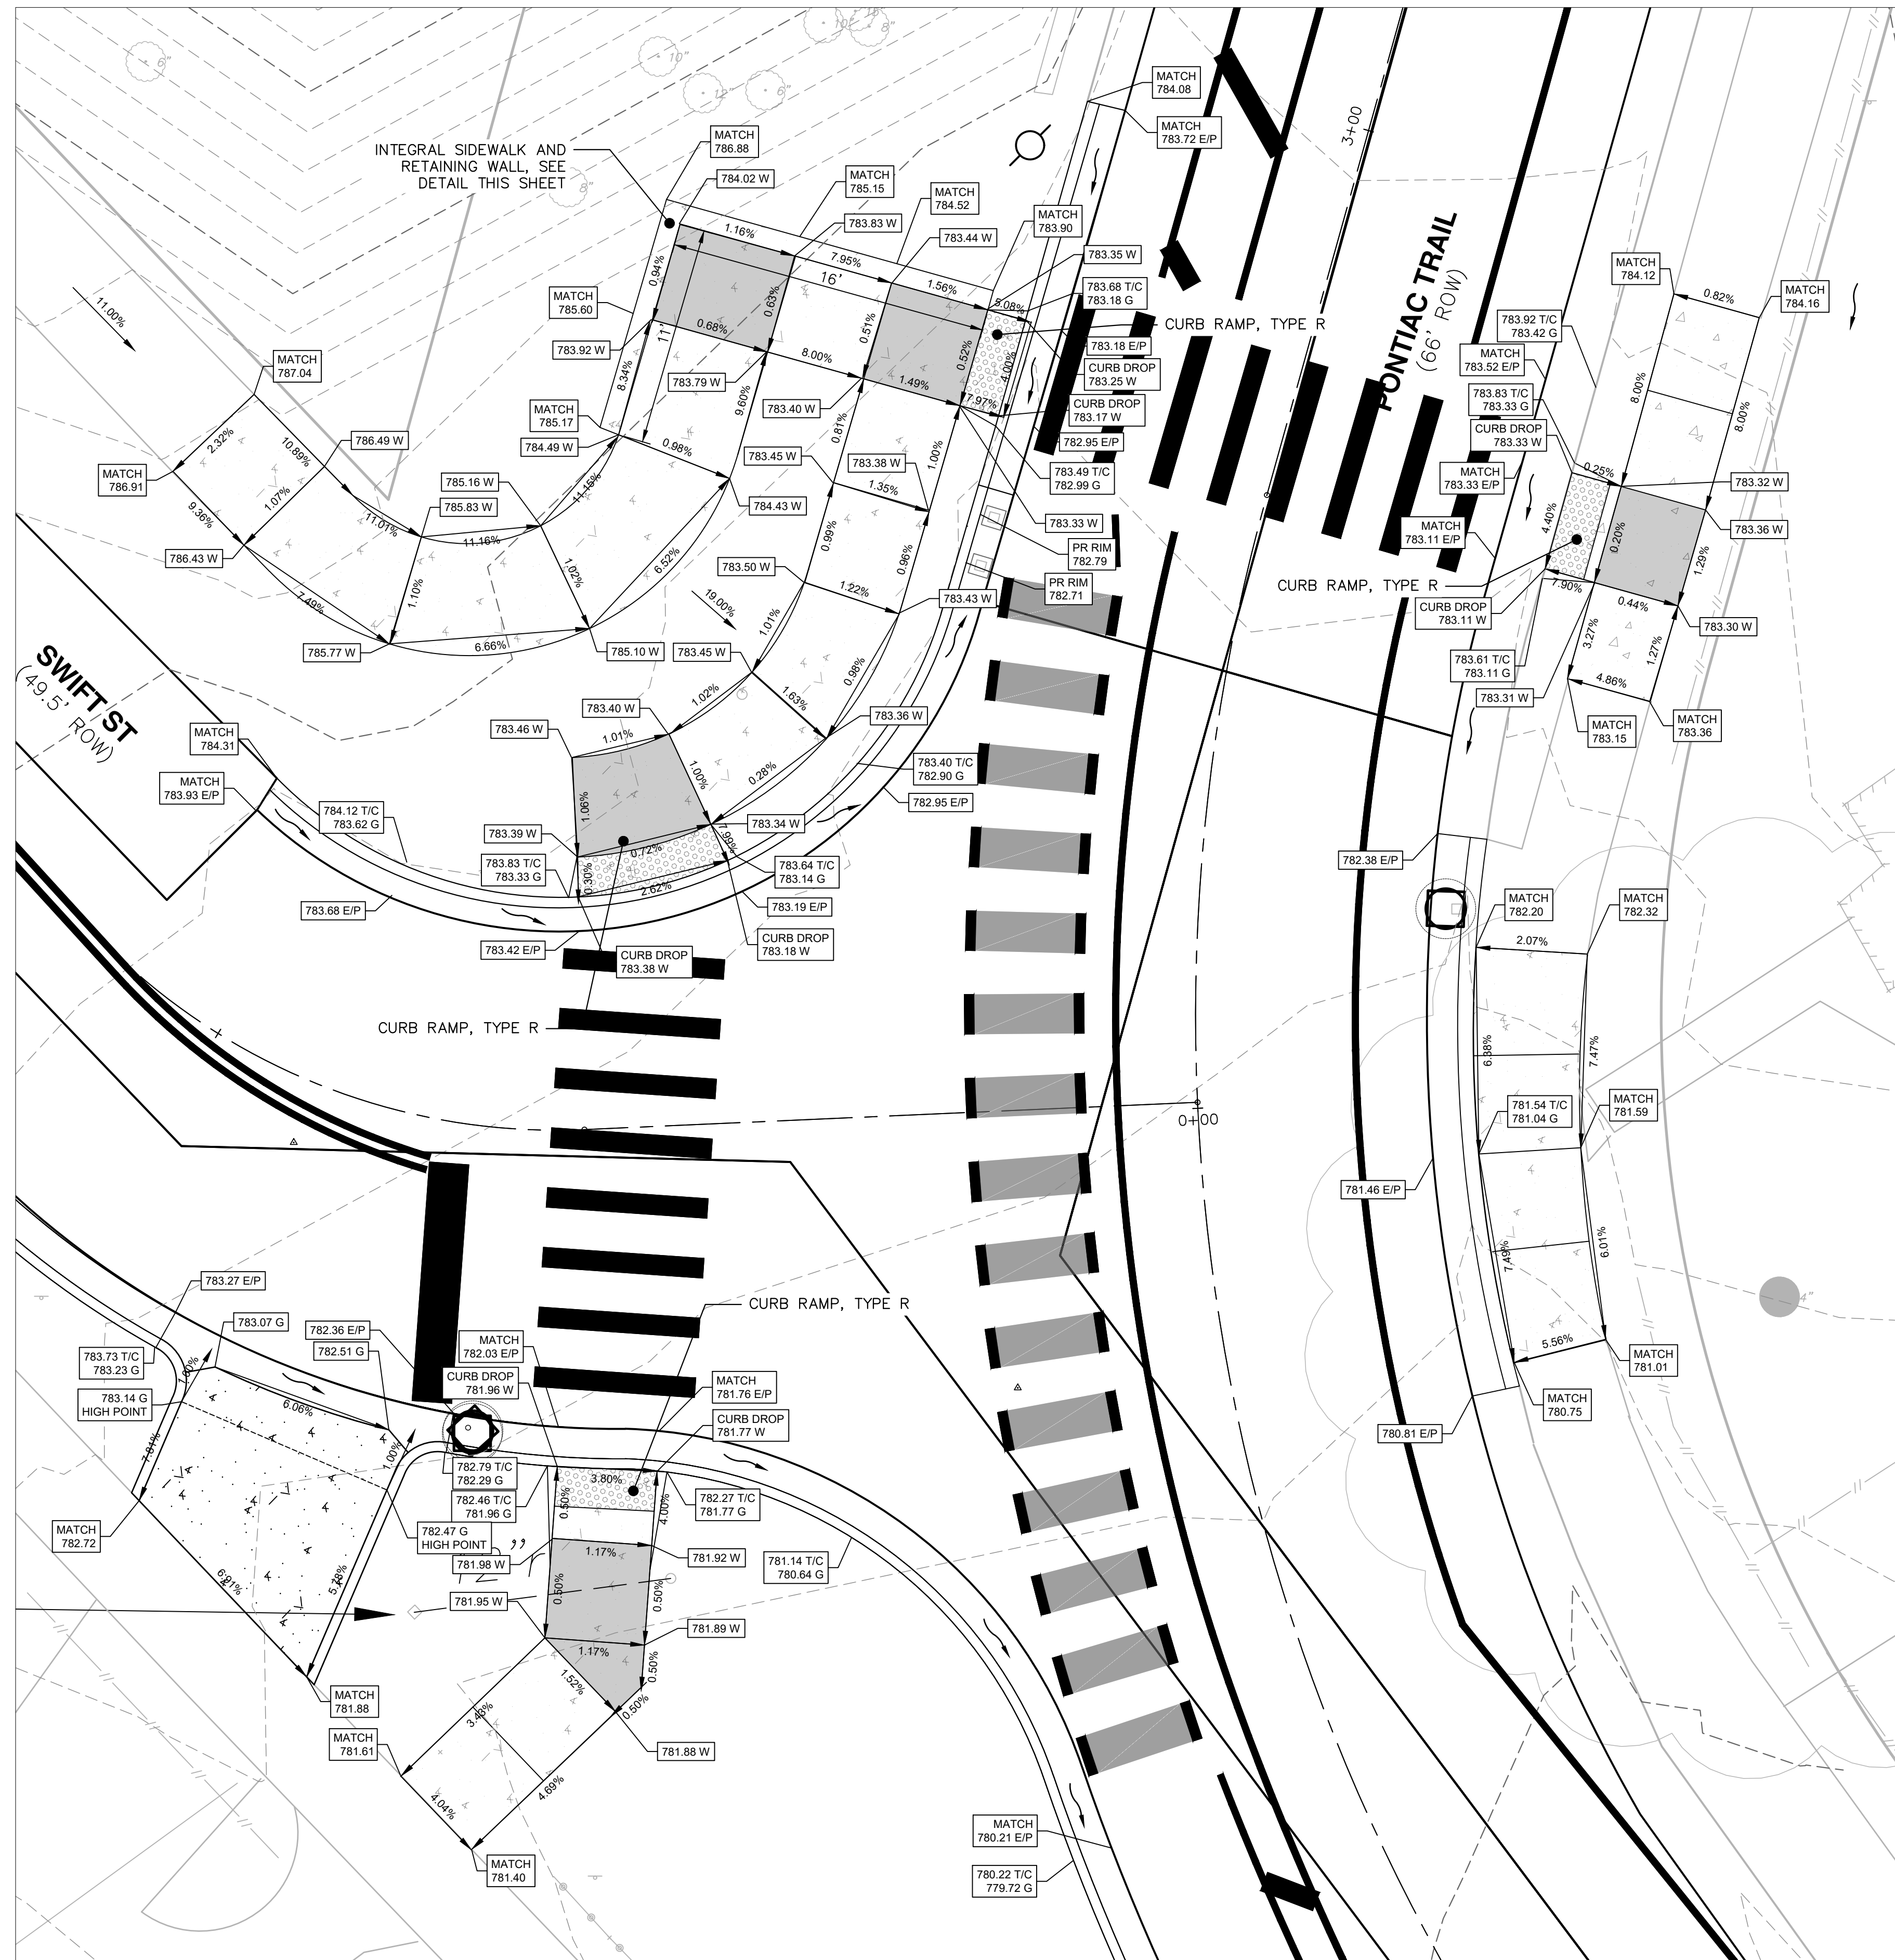 6"
10"
10"
18"
8"
12"
6"
8"
INTEGRAL SIDEWALK AND
RETAINING WALL, SEE
DETAIL THIS SHEET
MATCH
786.88
784.02 W
MATCH
785.15
783.83 W
MATCH
784.52
783.44 W
MATCH
783.90
783.35 W
783.68 T/C
783.18 G
MATCH
784.08
MATCH
783.72 E/P
3+00
PONTIAC TRAIL
(66' ROW)
1.16%
7.95%
1.56%
5.08%
16'
0.94%
0.63%
0.51%
0.52%
4.00%
0.68%
8.00%
1.49%
7.97%
11'
MATCH
785.60
783.92 W
783.79 W
783.40 W
CURB RAMP, TYPE R
783.18 E/P
CURB DROP
783.25 W
CURB DROP
783.17 W
782.95 E/P
783.49 T/C
782.99 G
783.33 W
PR RIM
782.79
PR RIM
782.71
11.00%
MATCH
787.04
2.32%
10.89%
786.49 W
MATCH
786.91
9.36%
1.07%
786.43 W
7.49%
11.01%
785.83 W
785.16 W
11.16%
1.10%
1.02%
785.77 W
6.66%
785.10 W
6.52%
MATCH
785.17
784.49 W
8.34%
11.15%
0.98%
9.60%
784.43 W
783.45 W
0.81%
783.38 W
1.00%
1.35%
0.99%
0.96%
783.50 W
1.22%
783.43 W
19.00%
1.01%
783.45 W
1.02%
1.63%
0.98%
783.40 W
783.46 W
1.01%
783.36 W
1.06%
1.00%
0.28%
783.40 T/C
782.90 G
782.95 E/P
783.39 W
783.34 W
0.72%
7.99%
783.83 T/C
783.33 G
0.30%
2.62%
783.64 T/C
783.14 G
783.19 E/P
CURB DROP
783.18 W
CURB DROP
783.38 W
783.42 E/P
783.68 E/P
784.12 T/C
783.62 G
MATCH
784.31
MATCH
783.93 E/P
SWIFT ST
(49.5' ROW)
CURB RAMP, TYPE R
0+00
MATCH
784.12
0.82%
MATCH
784.16
783.92 T/C
783.42 G
MATCH
783.52 E/P
783.83 T/C
783.33 G
CURB DROP
783.33 W
MATCH
783.33 E/P
8.00%
8.00%
0.25%
783.32 W
783.36 W
4.40%
0.20%
1.29%
MATCH
783.11 E/P
CURB RAMP, TYPE R
7.90%
0.44%
CURB DROP
783.11 W
783.30 W
3.27%
1.27%
783.61 T/C
783.11 G
4.86%
783.31 W
MATCH
783.15
MATCH
783.36
782.38 E/P
MATCH
782.20
MATCH
782.32
2.07%
6.38%
7.47%
781.54 T/C
781.04 G
MATCH
781.59
781.46 E/P
7.49%
6.01%
5.56%
MATCH
781.01
MATCH
780.75
780.81 E/P
4"
783.27 E/P
783.07 G
783.73 T/C
783.23 G
783.14 G
HIGH POINT
1.00%
6.06%
7.81%
1.00%
MATCH
782.72
6.91%
5.78%
782.36 E/P
782.51 G
MATCH
782.03 E/P
CURB DROP
781.96 W
CURB RAMP, TYPE R
MATCH
781.76 E/P
CURB DROP
781.77 W
782.79 T/C
782.29 G
782.46 T/C
781.96 G
3.80%
0.50%
4.00%
782.27 T/C
781.77 G
782.47 G
HIGH POINT
781.98 W
1.17%
781.92 W
781.95 W
0.50%
0.50%
1.17%
781.89 W
1.52%
0.50%
0.50%
781.88 W
MATCH
781.88
MATCH
781.61
3.43%
4.69%
4.04%
MATCH
781.40
781.14 T/C
780.64 G
MATCH
780.21 E/P
780.22 T/C
779.72 G